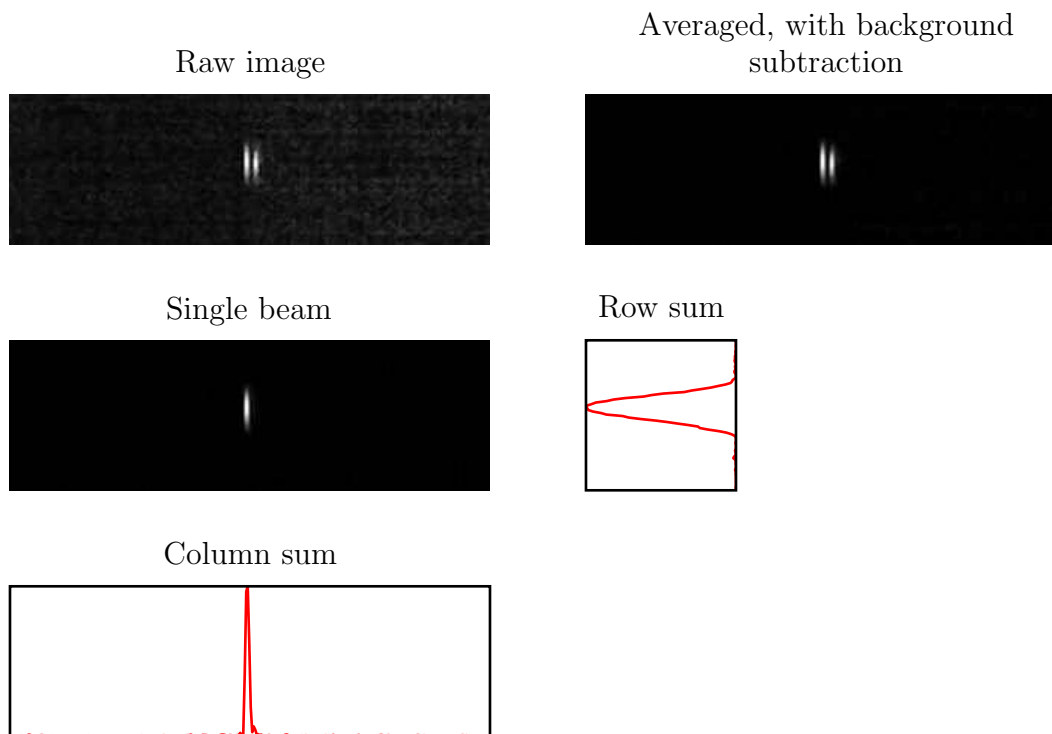 Raw image
Averaged, with background
subtraction
Single beam
Row sum
Column sum